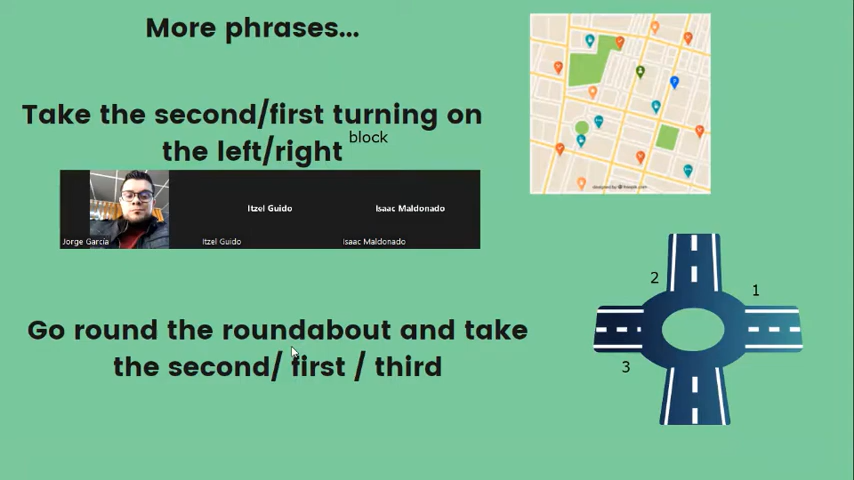 More phrases...
Take the second/first turning on
the left/right
block
Itzel Guido
Isaac Maldonado
Jorge García
Itzel Guido
Isaac Maldonado
2
1
3
Go round the roundabout and take
the second/ first / third